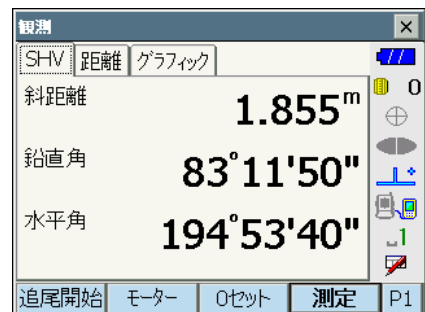 観測
SHV 距離 グラフィック
斜距離 1.855m
0
鉛直角 83°11'50"
水平角 194°53'40"
1
追尾開始 モーター 0セット 測定 P1